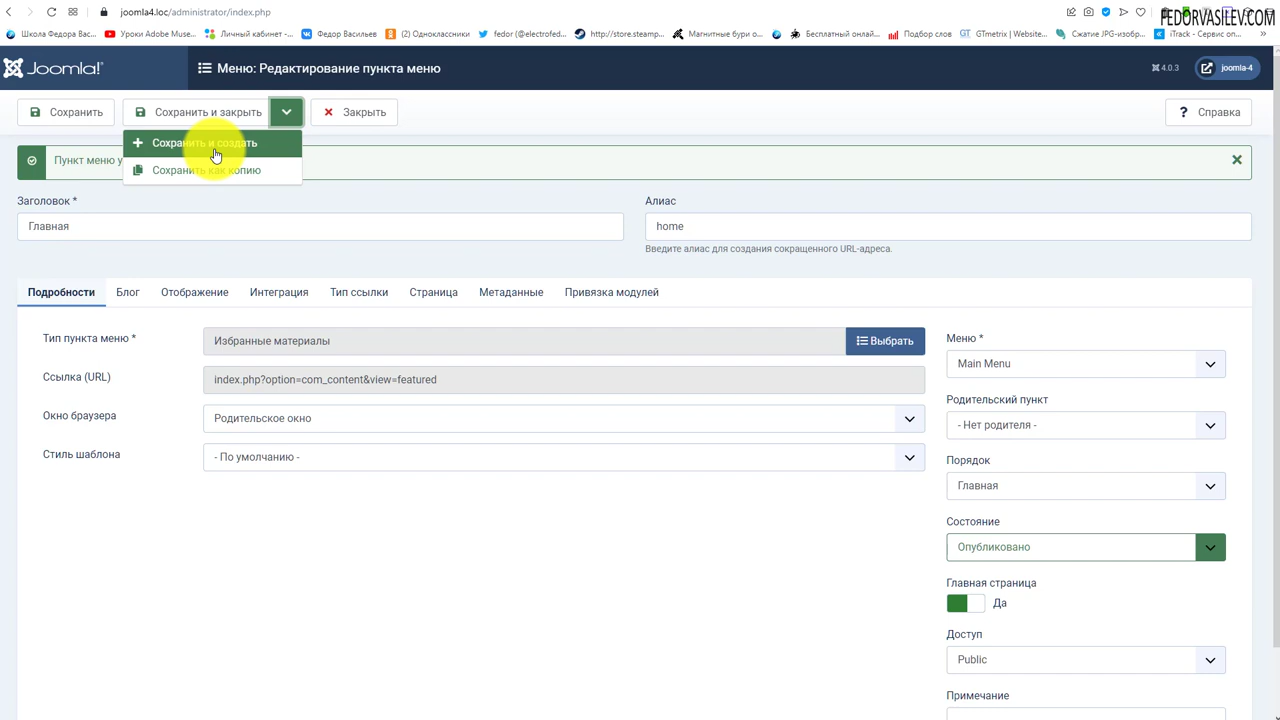 joomla4.loc/administrator/index.php
FEDORVASILEV.COM
Школа Федора Васи...
Уроки Adobe Muse...
Личный кабинет -...
Федор Васильев
(2) Одноклассники
fedor (@electrofed...
http://store.steamp...
Магнитные бури о...
Бесплатный онлай...
Подбор слов
GTmetrix | Website...
Сжатие JPG-изобр...
iTrack - Сервис оп...
Joomla!
Меню: Редактирование пункта меню
4.0.3
joomla-4
Сохранить
Сохранить и закрыть
Закрыть
? Справка
Сохранить и создать
Пункт меню у
Сохранить как копию
Заголовок *
Алиас
Главная
home
Введите алиас для создания сокращенного URL-адреса.
Подробности
Блог
Отображение
Интеграция
Тип ссылки
Страница
Метаданные
Привязка модулей
Тип пункта меню *
Избранные материалы
Выбрать
Ссылка (URL)
index.php?option=com_content&view=featured
Окно браузера
Родительское окно
Стиль шаблона
- По умолчанию -
Меню *
Main Menu
Родительский пункт
- Нет родителя -
Порядок
Главная
Состояние
Опубликовано
Главная страница
Да
Доступ
Public
Примечание